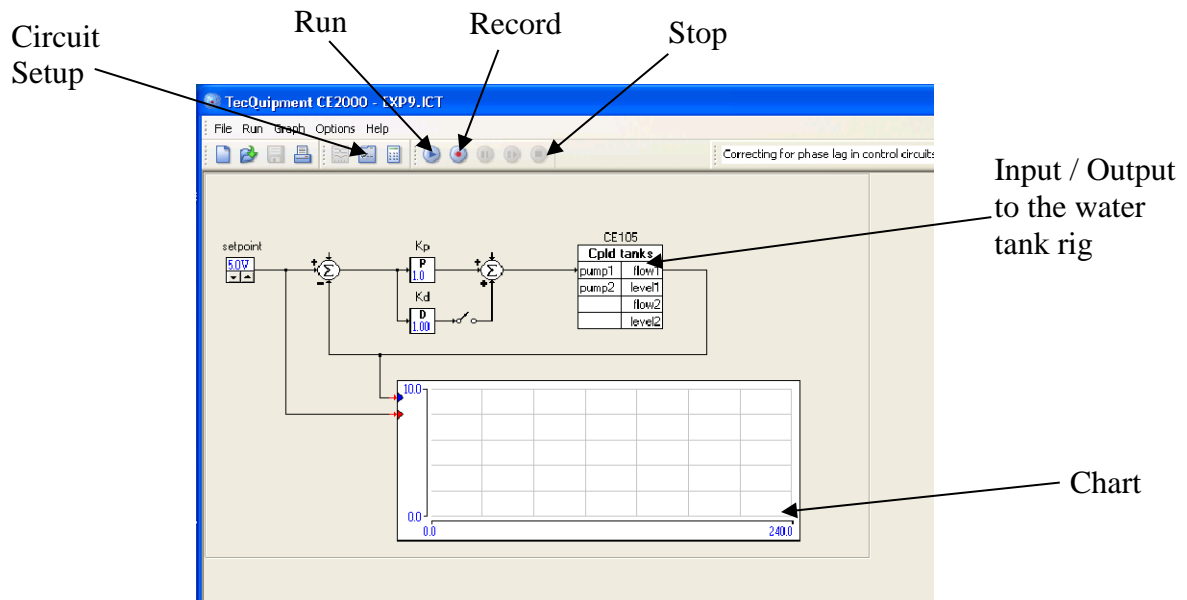 Circuit
Setup
Run
Record
Stop
TecQuipment CE2000 - EXP9.ICT
File Run Graph Options Help
Correcting for phase lag in control circuits
Input / Output
to the water
tank rig
setpoint
5.0V
Kp
P
1.0
Kd
D
1.00
CE105
Cpld tanks
pump1 flow1
pump2 level1
flow2
level2
10.0
0.0
0.0
240.0
Chart